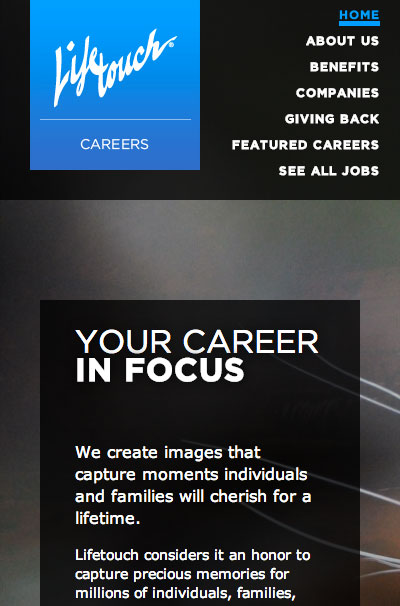 Lifetouch®
CAREERS
HOME
ABOUT US
BENEFITS
COMPANIES
GIVING BACK
FEATURED CAREERS
SEE ALL JOBS
YOUR CAREER
IN FOCUS
We create images that
capture moments individuals
and families will cherish for a
lifetime.
Lifetouch considers it an honor to
capture precious memories for
millions of individuals, families,